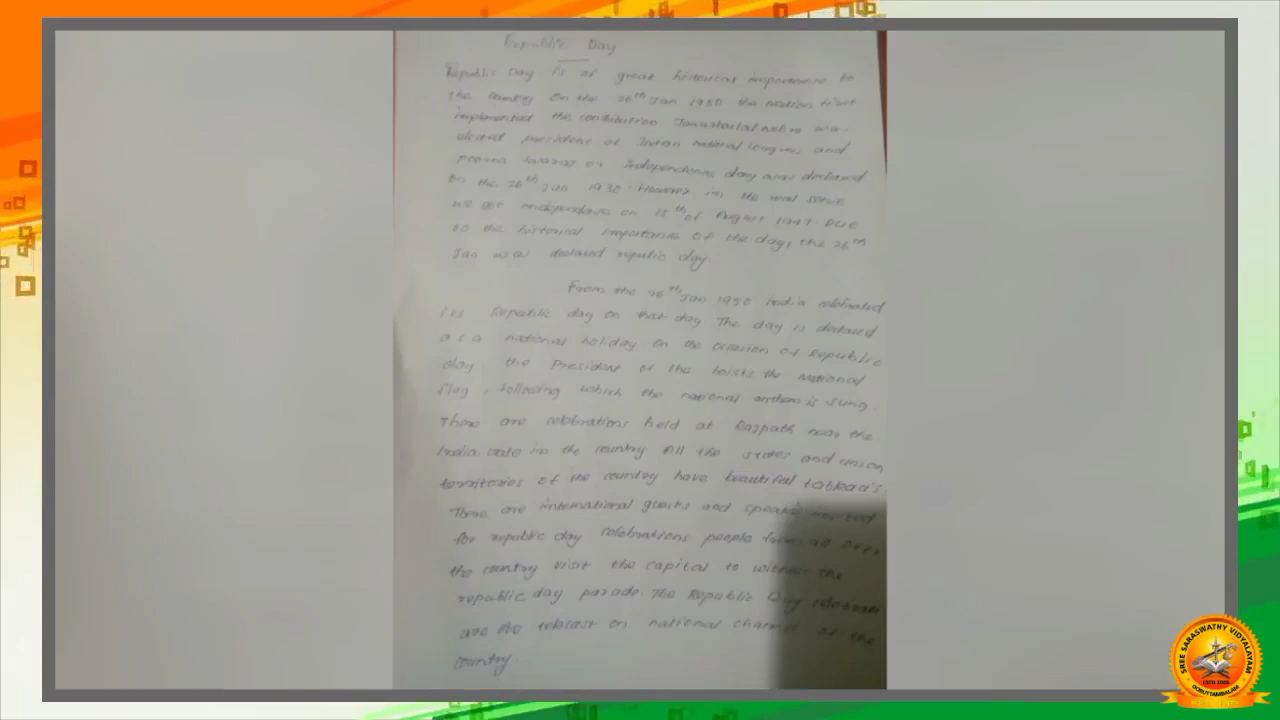 Republic Day
Republic Day is of great historical importance to
the country on the 26th Jan 1950 the nation first
implemented the constitution Jawaharlal nehru was
elected president of Indian national congress and
poorna swaraj or Independence day was declared
on the 26th Jan 1930. However in the real sense
we got independence on 15th of August 1947. Due
to the historical importance of the day, the 26th
Jan was declared republic day.
From the 26th Jan 1950 india celebrated
its Republic day on that day The day is declared
as a national holiday on the occasion of Republic
day the President of the hoists the National
flag, following which the national anthem is sung.
There are celebrations held at Rajpath near the
India Gate in the country All the states and union
territories of the country have beautiful
There are international guests and invited
for republic day celebrations people from all over
the country visit the capital to witness the
republic day parade. The Republic Day
are telecast on national of the
country
SREE SARASWATHY VIDYALAYAM